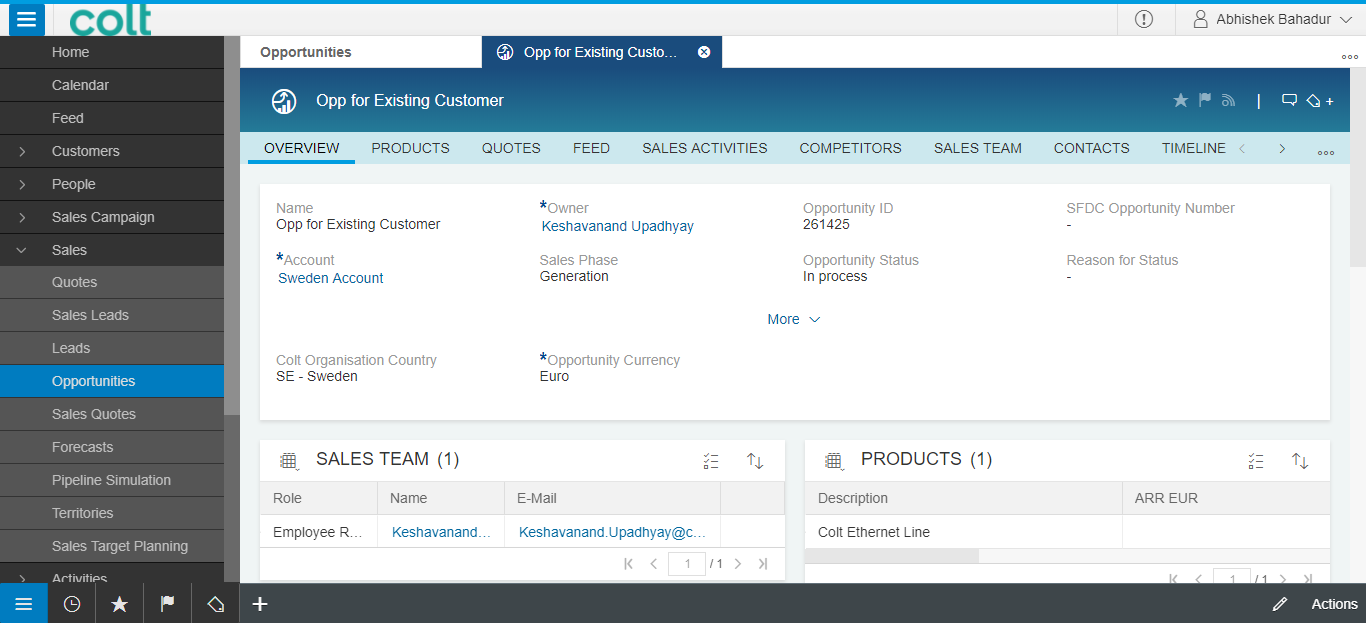 colt
Abhishek Bahadur
Home
Calendar
Feed
Customers
People
Sales Campaign
Sales
Quotes
Sales Leads
Leads
Opportunities
Sales Quotes
Forecasts
Pipeline Simulation
Territories
Sales Target Planning
Activities
Opportunities
Opp for Existing Custo...
Opp for Existing Customer
OVERVIEW PRODUCTS QUOTES FEED SALES ACTIVITIES COMPETITORS SALES TEAM CONTACTS TIMELINE
Name *Owner Opportunity ID SFDC Opportunity Number
Opp for Existing Customer Keshavanand Upadhyay 261425 -
*Account Sales Phase Opportunity Status Reason for Status
Sweden Account Generation In process -
More
Colt Organisation Country *Opportunity Currency
SE - Sweden Euro
SALES TEAM (1)
Role Name E-Mail
Employee R... Keshavanand... Keshavanand.Upadhyay@c...
1 / 1
PRODUCTS (1)
Description ARR EUR
Colt Ethernet Line
1 / 1
Actions